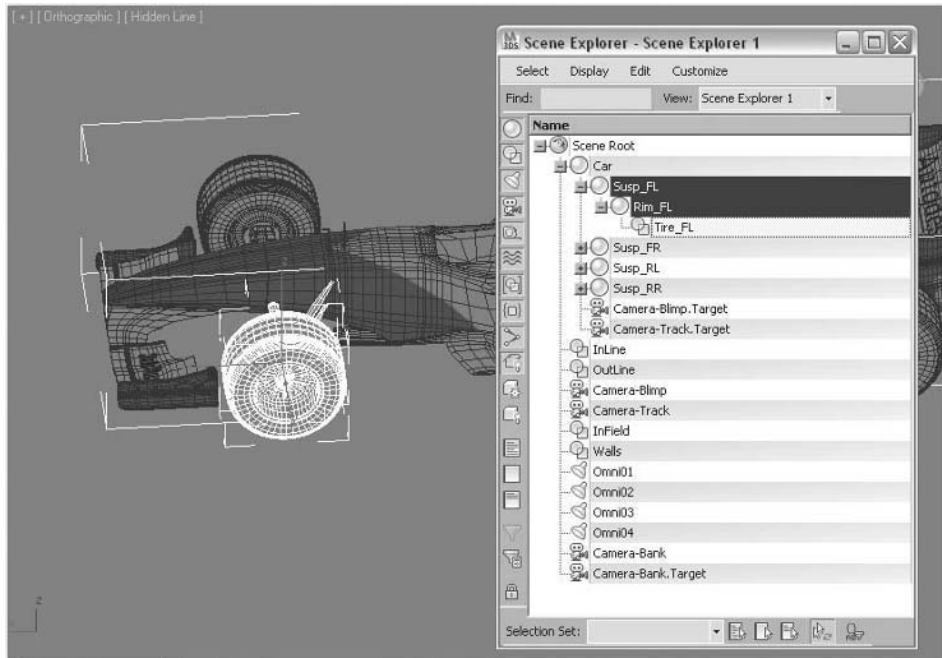 [ + ] [ Orthographic ] [ Hidden Line ]
Scene Explorer - Scene Explorer 1
Select Display Edit Customize
Find: View: Scene Explorer 1
Name
Scene Root
Car
Susp_FL
Rim_FL
Tire_FL
Susp_FR
Susp_RL
Susp_RR
Camera-Blimp.Target
Camera-Track.Target
InLine
OutLine
Camera-Blimp
Camera-Track
InField
Walls
Omni01
Omni02
Omni03
Omni04
Camera-Bank
Camera-Bank.Target
Selection Set: